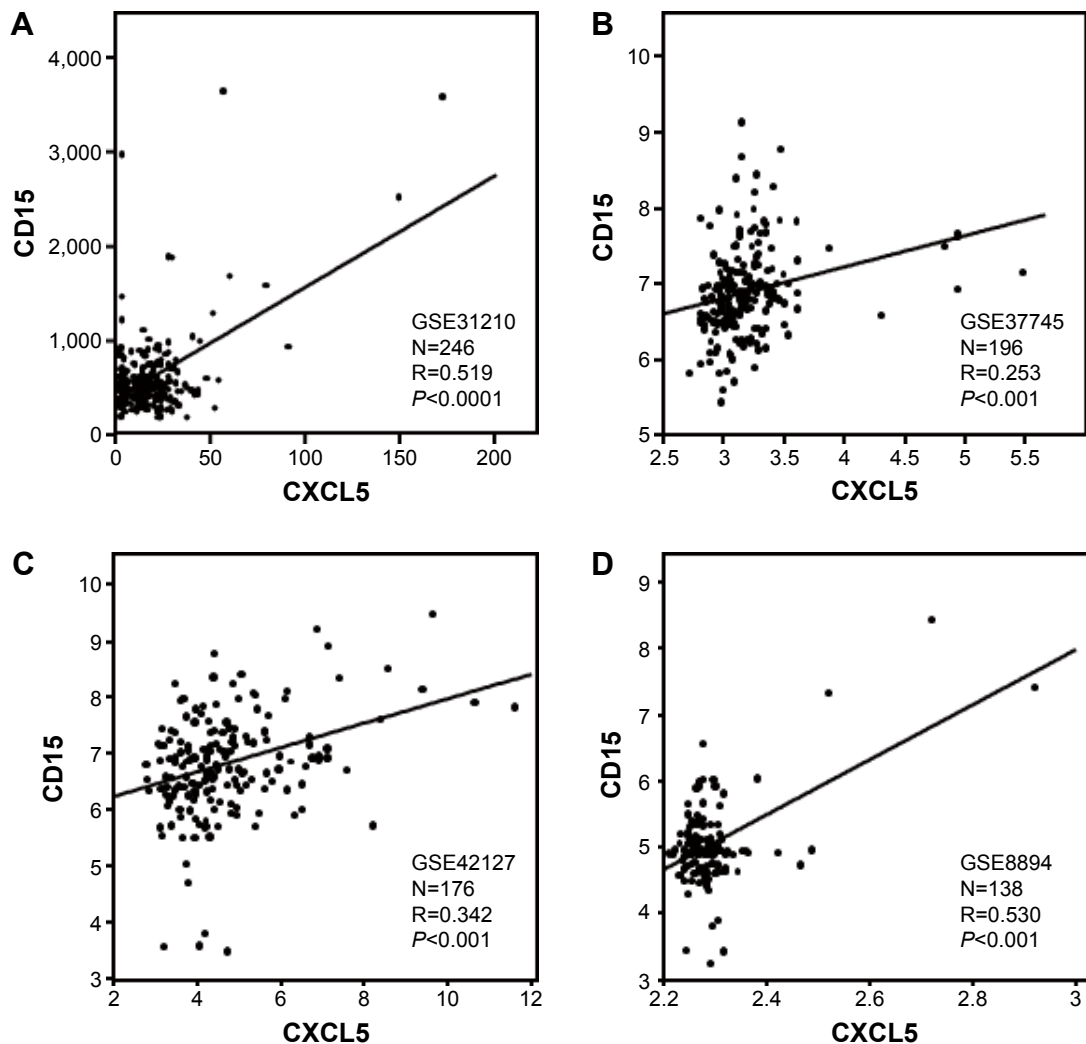 A
4,000
3,000
2,000
1,000
0
CD15
0 50 100 150 200
CXCL5
GSE31210
N=246
R=0.519
P<0.0001
B
10
9
8
7
6
5
CD15
2.5 3 3.5 4 4.5 5 5.5
CXCL5
GSE37745
N=196
R=0.253
P<0.001
C
10
9
8
7
6
5
4
3
CD15
2 4 6 8 10 12
CXCL5
GSE42127
N=176
R=0.342
P<0.001
D
9
8
7
6
5
4
3
CD15
2.2 2.4 2.6 2.8 3
CXCL5
GSE8894
N=138
R=0.530
P<0.001